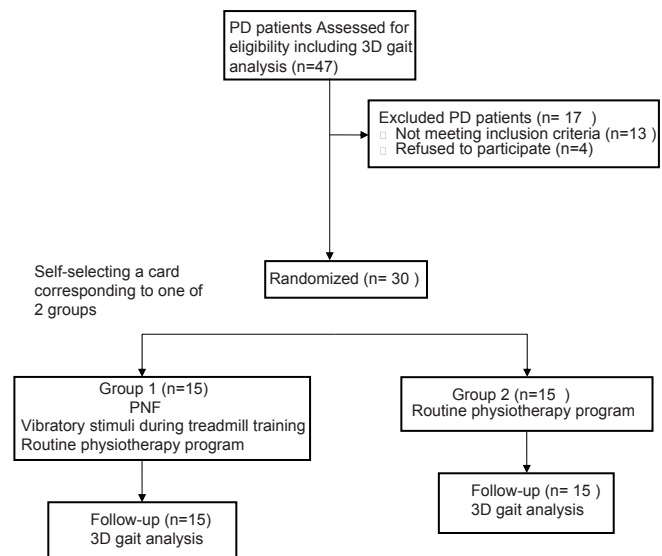 PD patients Assessed for
eligibility including 3D gait
analysis (n=47)
Excluded PD patients (n= 17 )
Not meeting inclusion criteria (n=13 )
Refused to participate (n=4)
Self-selecting a card
corresponding to one of
2 groups
Randomized (n= 30 )
Group 1 (n=15)
PNF
Vibratory stimuli during treadmill training
Routine physiotherapy program
Group 2 (n=15 )
Routine physiotherapy program
Follow-up (n=15)
3D gait analysis
Follow-up (n= 15 )
3D gait analysis